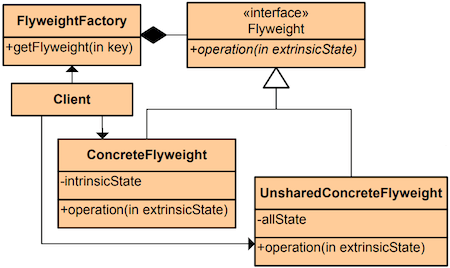 FlyweightFactory
+getFlyweight(in key)
«interface»
Flyweight
+operation(in extrinsicState)
Client
ConcreteFlyweight
-intrinsicState
+operation(in extrinsicState)
UnsharedConcreteFlyweight
-allState
+operation(in extrinsicState)